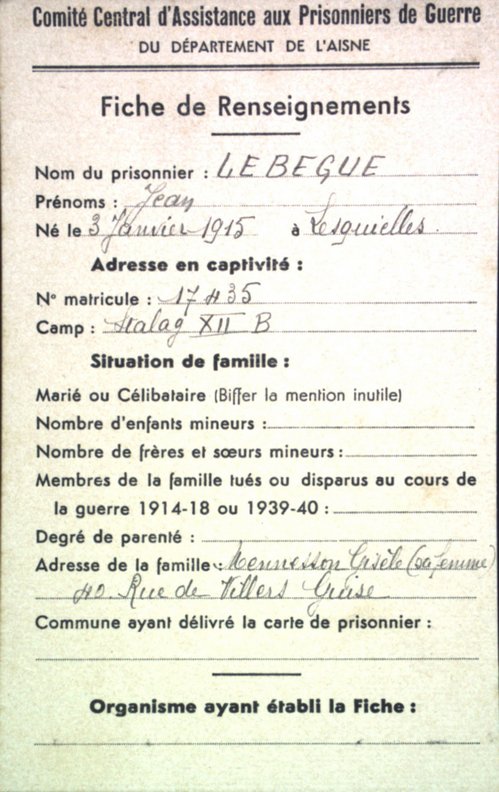 Comité Central d'Assistance aux Prisonniers de Guerre
DU DÉPARTEMENT DE L'AISNE
Fiche de Renseignements
Nom du prisonnier : LEBEGUE
Prénoms : Jean
Né le 3 Janvier 1915 à Lesquielles.
Adresse en captivité :
N° matricule : 17435
Camp : Stalag XII B
Situation de famille :
Marié ou Célibataire (Biffer la mention inutile)
Nombre d'enfants mineurs :
Nombre de frères et sœurs mineurs :
Membres de la famille tués ou disparus au cours de
la guerre 1914-18 ou 1939-40 :
Degré de parenté :
Adresse de la famille : Mennesson Gisèle (sa femme)
40. Rue de Villers Guise
Commune ayant délivré la carte de prisonnier :
Organisme ayant établi la Fiche :